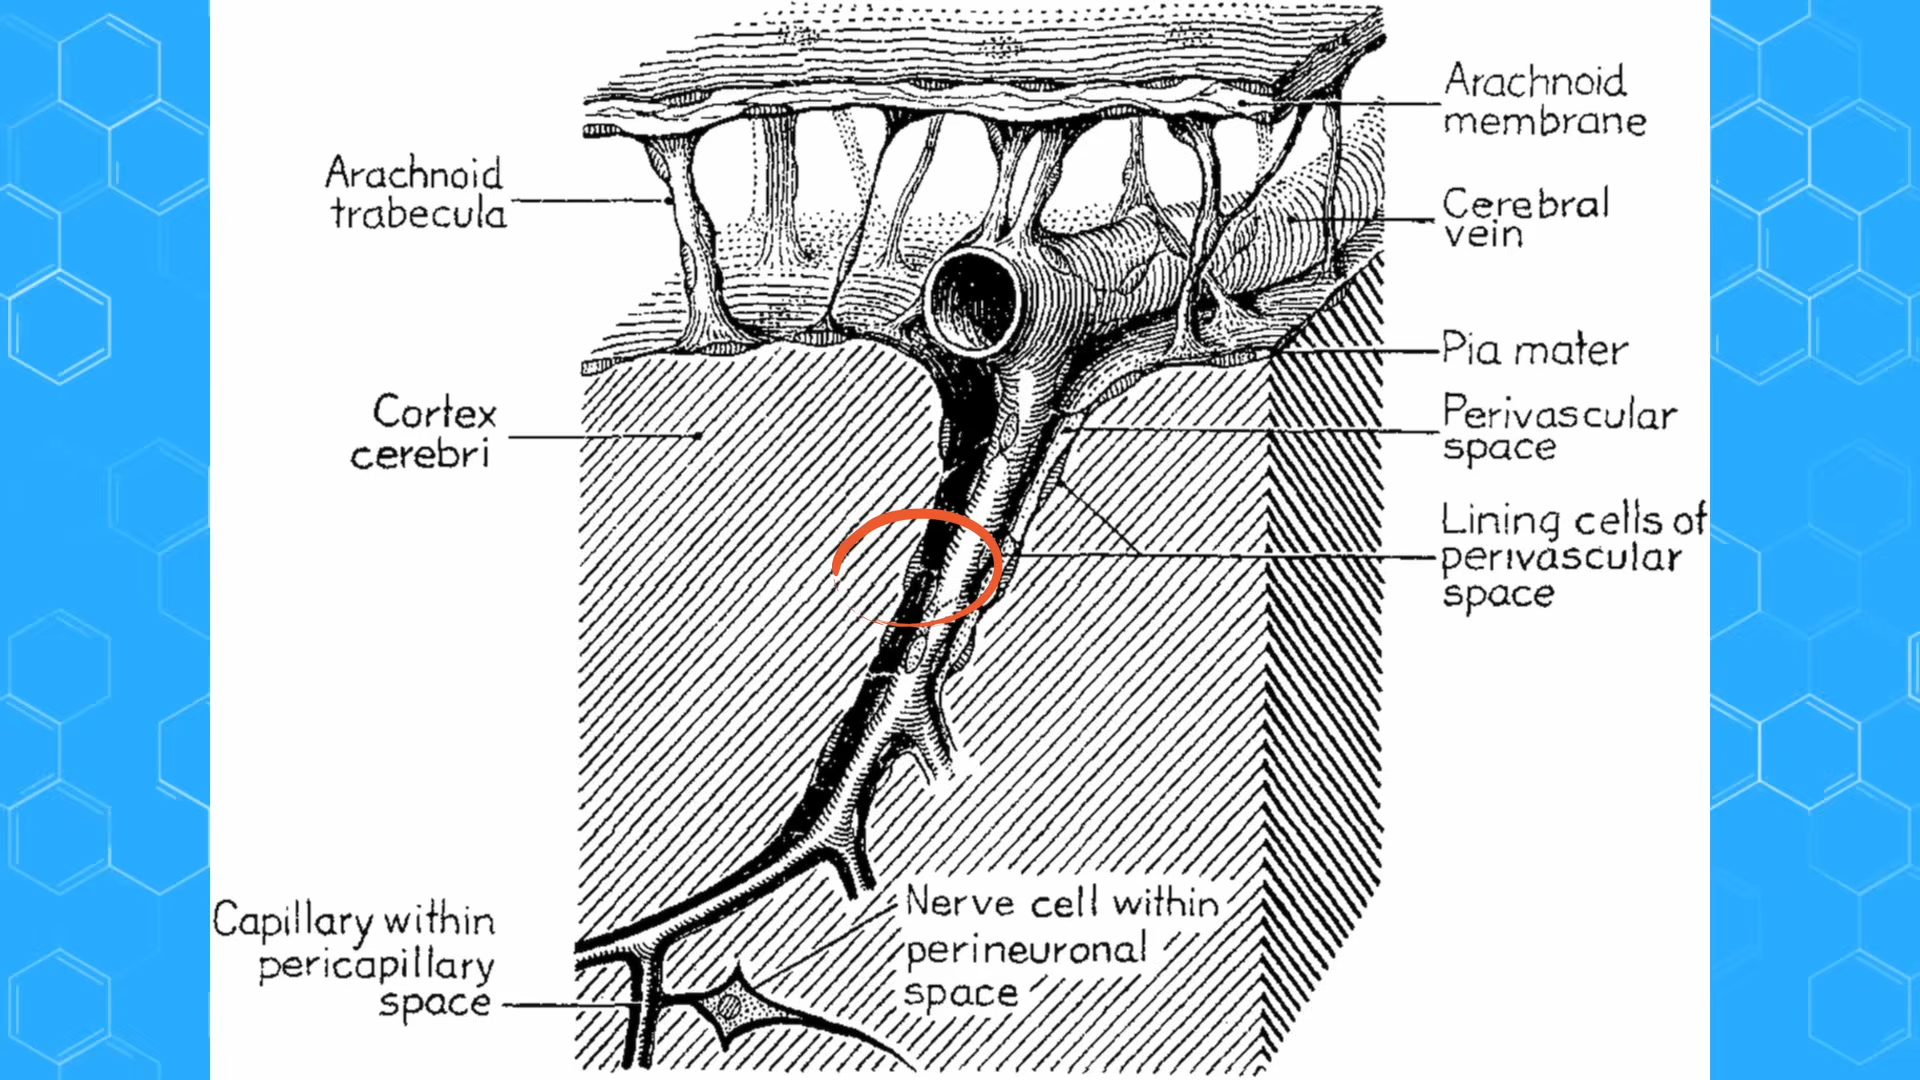 Arachnoid
membrane
Arachnoid
trabecula
Cerebral
vein
Pia mater
Cortex
cerebri
Perivascular
space
Lining cells of
perivascular
space
Capillary within
pericapillary
space
Nerve cell within
perineuronal
space